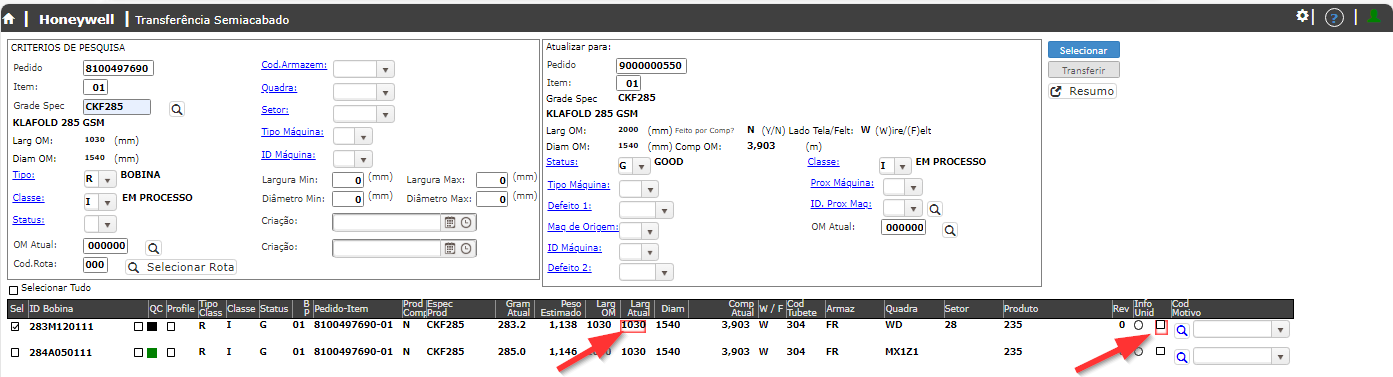 Honeywell | Transferência Semiacabado
CRITERIOS DE PESQUISA
Pedido 8100497690
Item: 01
Grade Spec CKF285
KLAFOLD 285 GSM
Larg OM: 1030 (mm)
Diam OM: 1540 (mm)
Tipo: R BOBINA
Classe: I EM PROCESSO
Status:
OM Atual: 000000
Cod.Rota: 000 Selecionar Rota
Cod.Armazem:
Quadra:
Setor:
Tipo Máquina:
ID Máquina:
Largura Min: 0 (mm) Largura Max: 0 (mm)
Diâmetro Min: 0 (mm) Diâmetro Max: 0 (mm)
Criação:
Criação:
Atualizar para:
Pedido 9000000550
Item: 01
Grade Spec CKF285
KLAFOLD 285 GSM
Larg OM: 2000 (mm) Feito por Comp? N (Y/N) Lado Tela/Felt: W (W)ire/(F)elt
Diam OM: 1540 (mm) Comp OM: 3,903 (m)
Status: G GOOD Classe: I EM PROCESSO
Tipo Máquina: Prox Máquina:
Defeito 1: ID. Prox Maq:
Maq de Origem: OM Atual: 000000
ID Máquina:
Defeito 2:
Selecionar
Transferir
Resumo
Selecionar Tudo
Sel ID Bobina QC Profile Tipo Class Classe Status B P Pedido-Item Prod Comp Espec Prod Gram Atual Peso Estimado Larg OM Larg Atual Diam Comp Atual W / F Cod Tubete Armaz Quadra Setor Produto Rev Info Unid Cod Motivo
283M120111 R I G 01 8100497690-01 N CKF285 283.2 1,138 1030 1030 1540 3,903 W 304 FR WD 28 235 0
284A050111 R I G 01 8100497690-01 N CKF285 285.0 1,146 1030 1540 3,903 W 304 FR MX1Z1 235